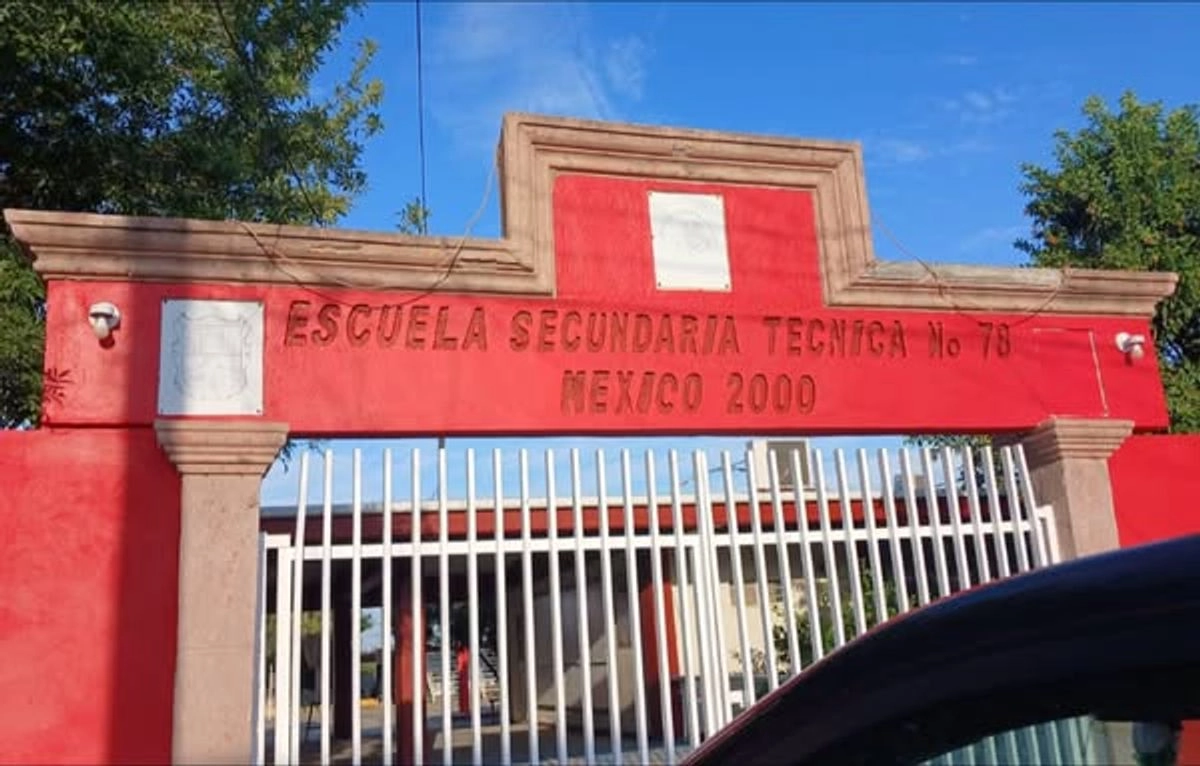 ESCUELA SECUNDARIA TECNICA No 78
MEXICO 2000